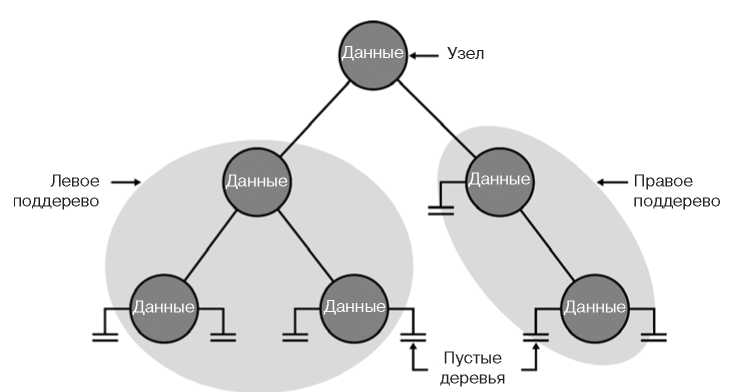 Данные
Узел
Левое
поддерево
Данные
Данные
Правое
поддерево
Данные
Данные
Данные
Пустые
деревья